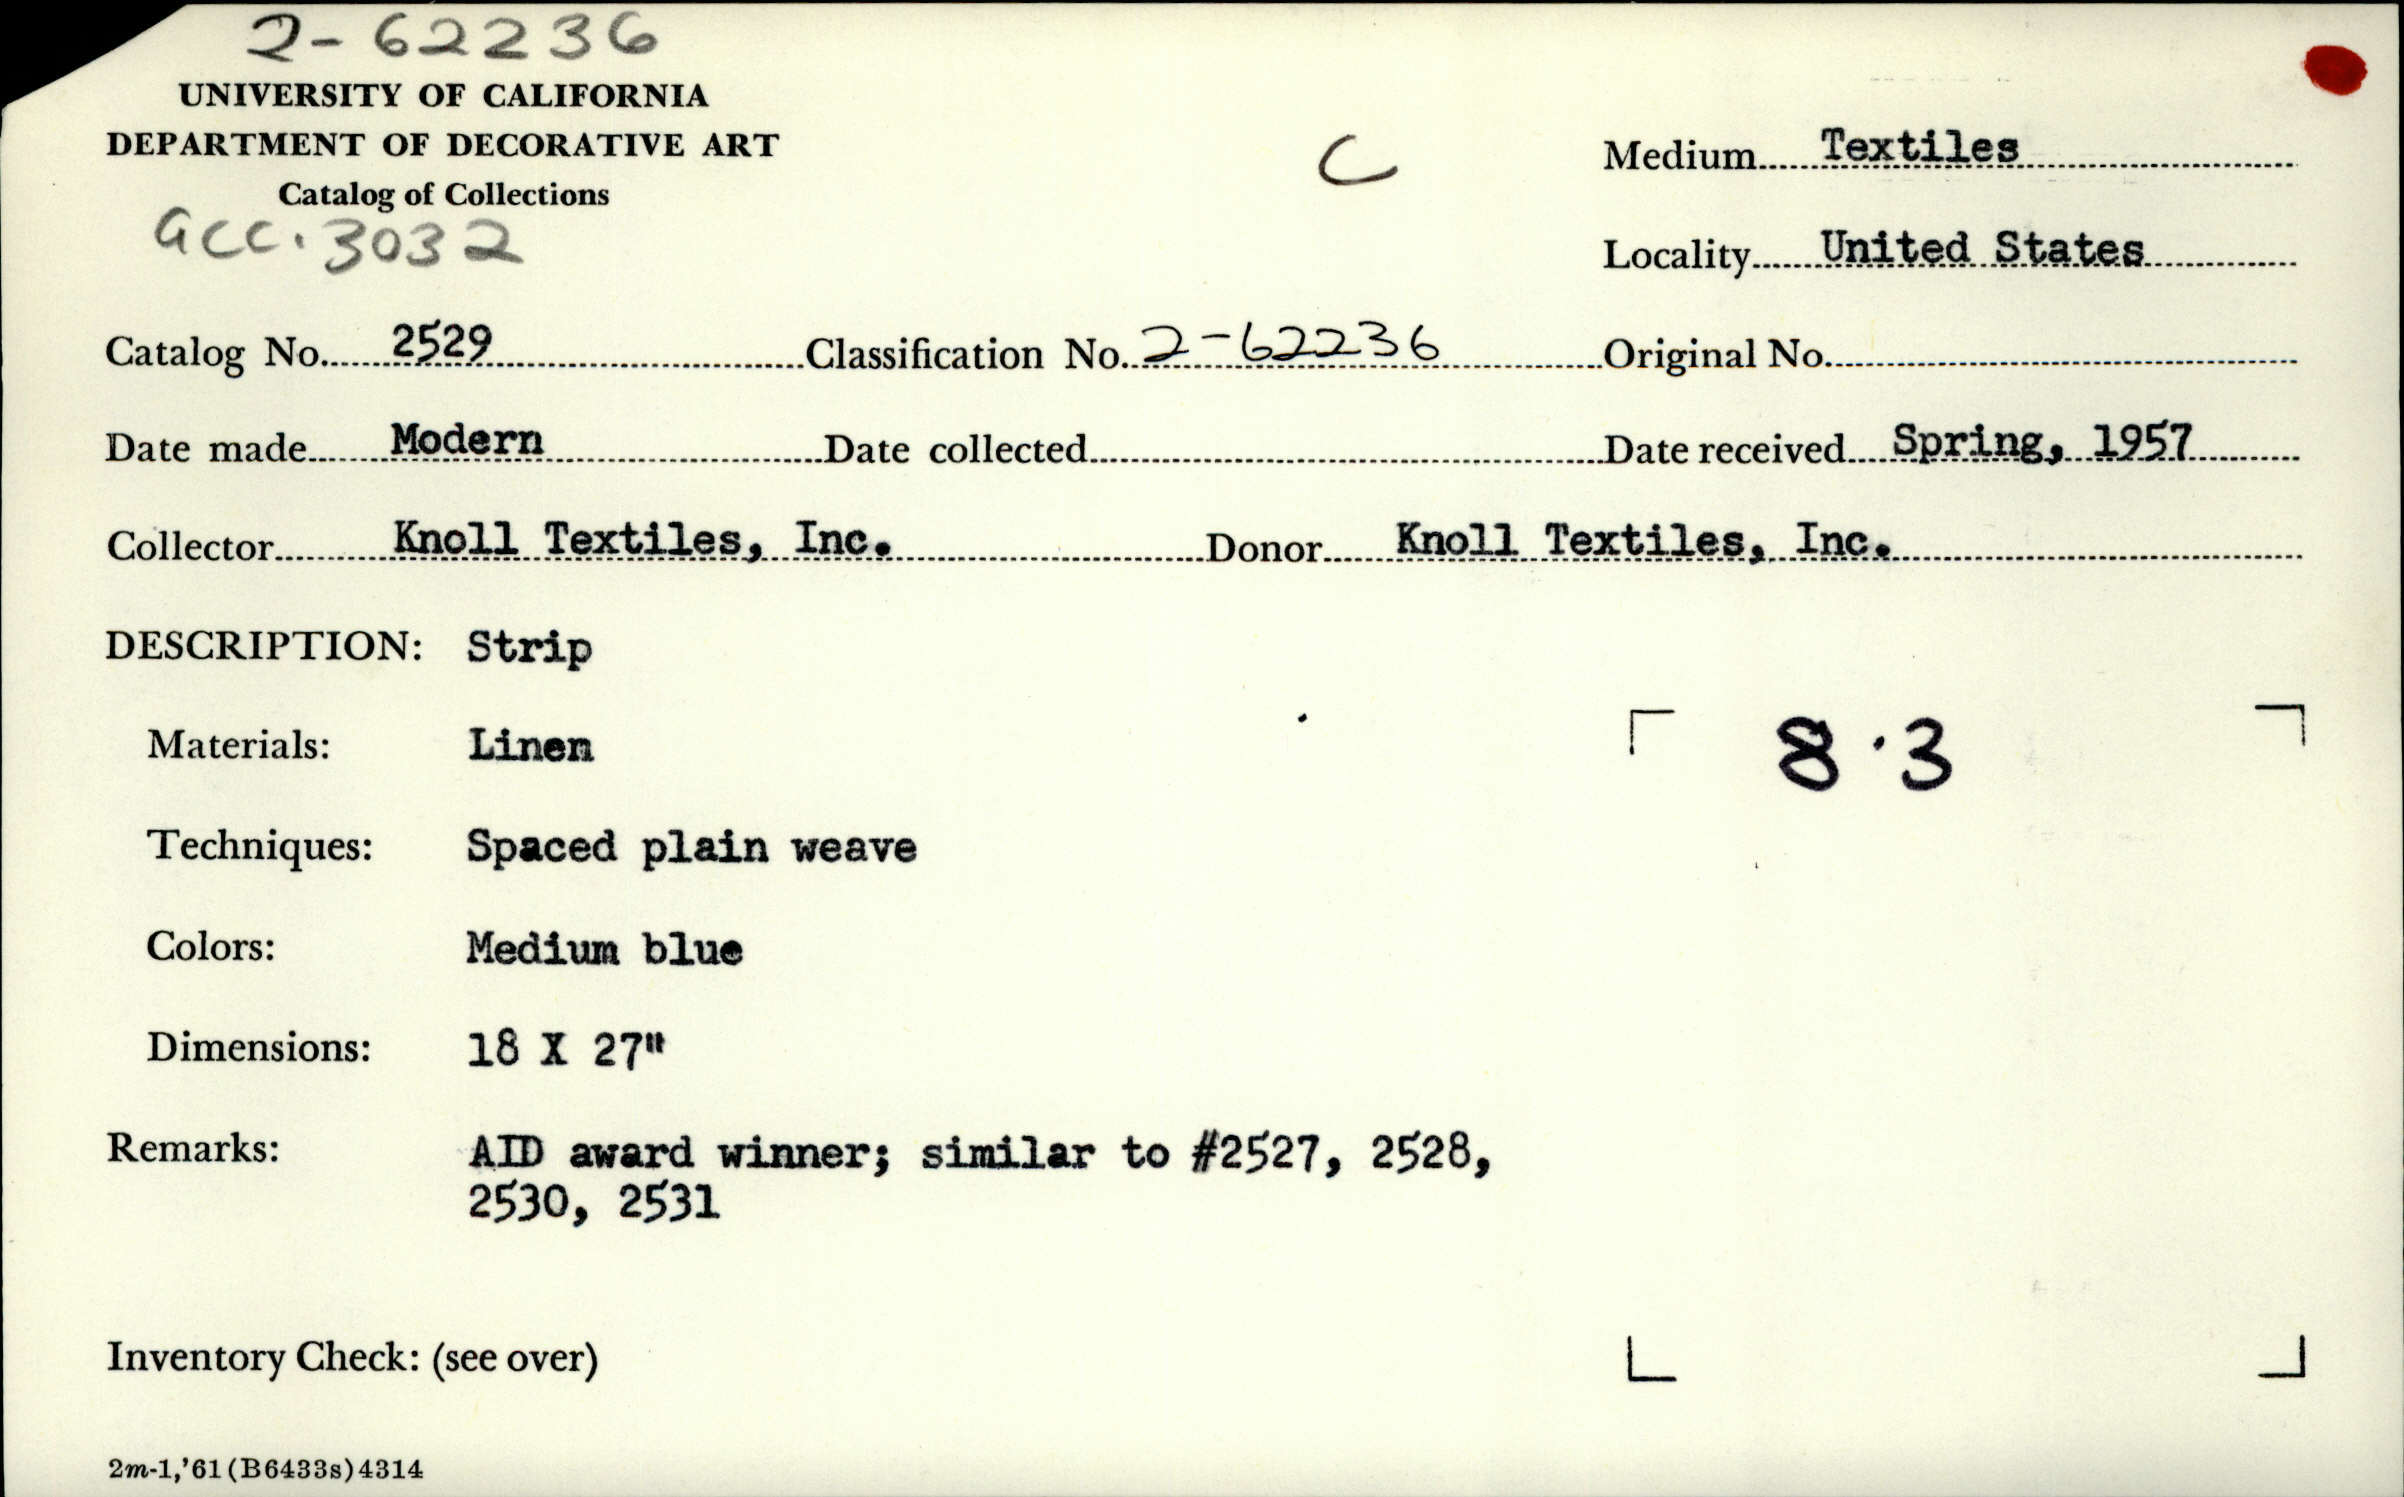 2-62236
UNIVERSITY OF CALIFORNIA
DEPARTMENT OF DECORATIVE ART
Catalog of Collections
acc. 3032
C
Medium Textiles
Locality United States
Catalog No. 2529 Classification No. 2-62236 Original No.
Date made Modern Date collected Date received Spring, 1957
Collector Knoll Textiles, Inc. Donor Knoll Textiles, Inc.
DESCRIPTION: Strip
Materials: Linen
8.3
Techniques: Spaced plain weave
Colors: Medium blue
Dimensions: 18 X 27"
Remarks: AID award winner; similar to #2527, 2528,
2530, 2531
Inventory Check: (see over)
2m-1,'61(B6433s)4314